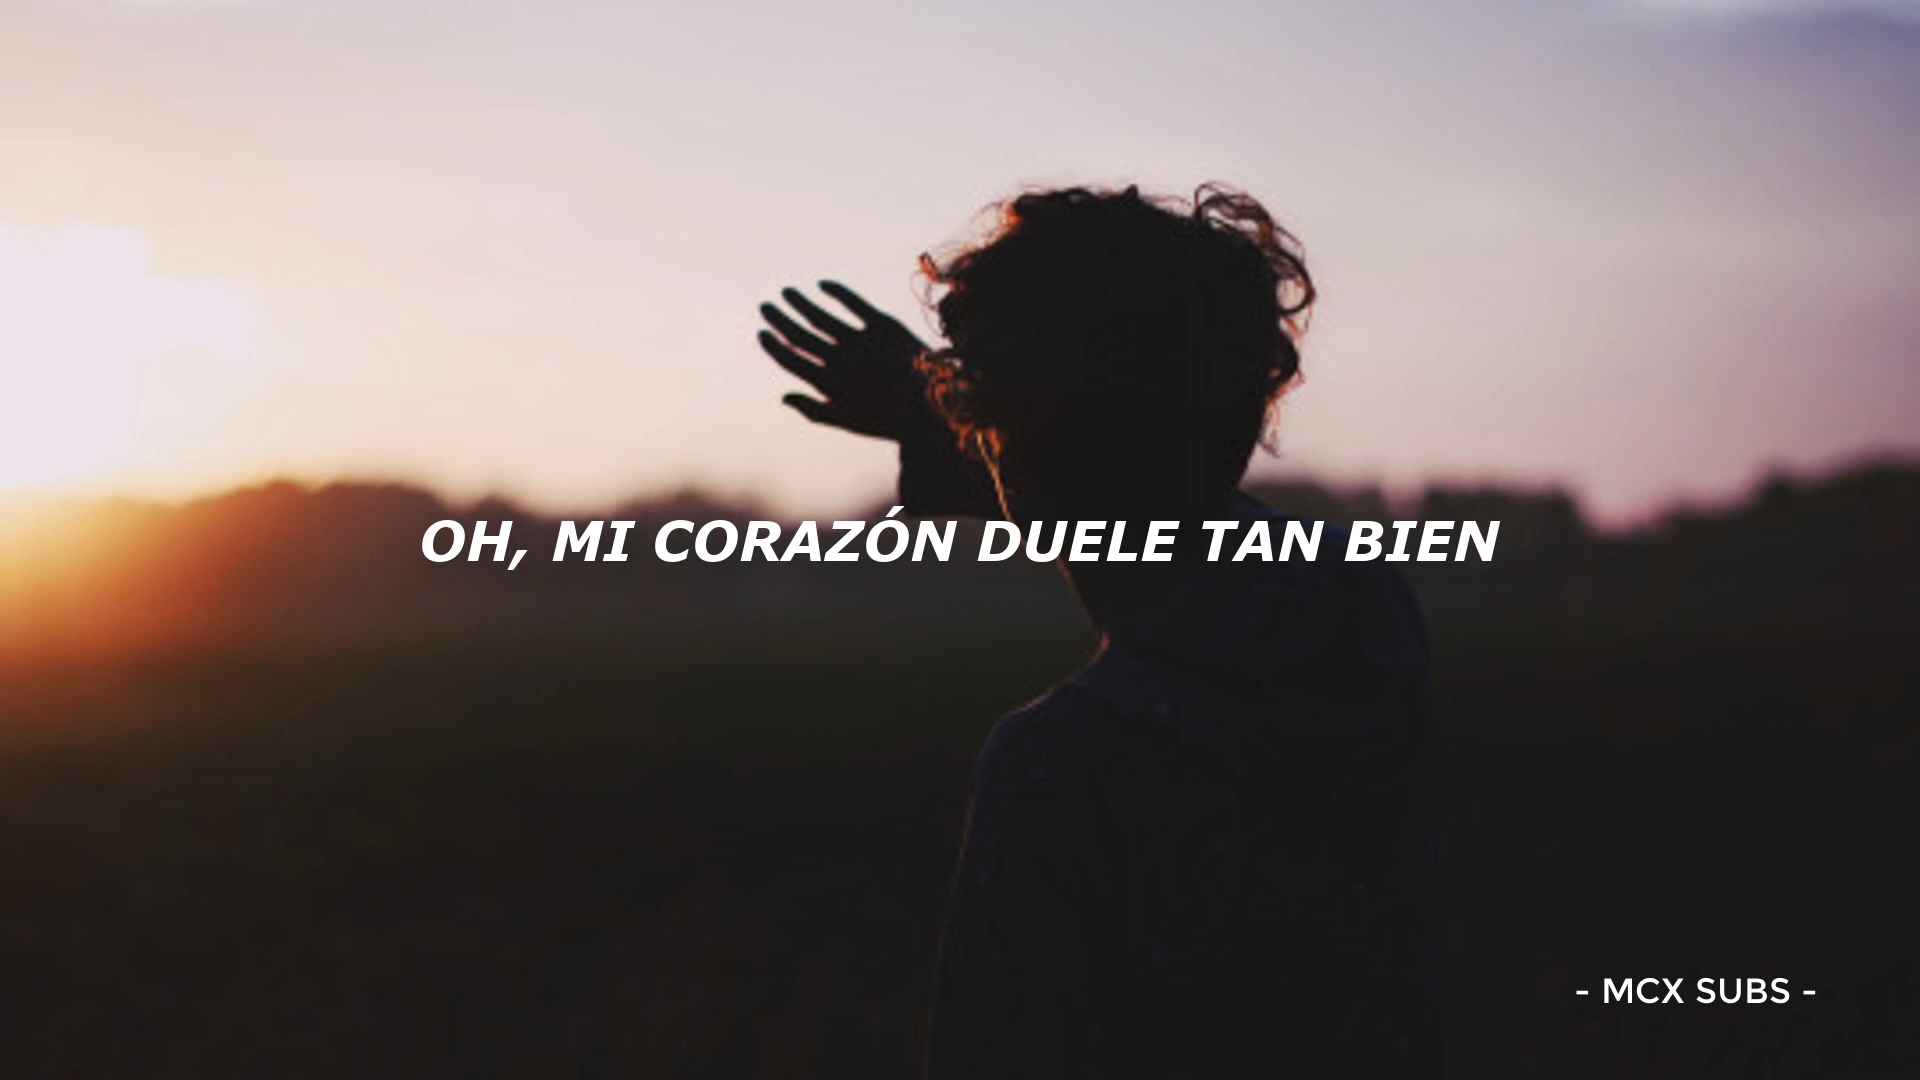 OH, MI CORAZÓN DUELE TAN BIEN
- MCX SUBS -